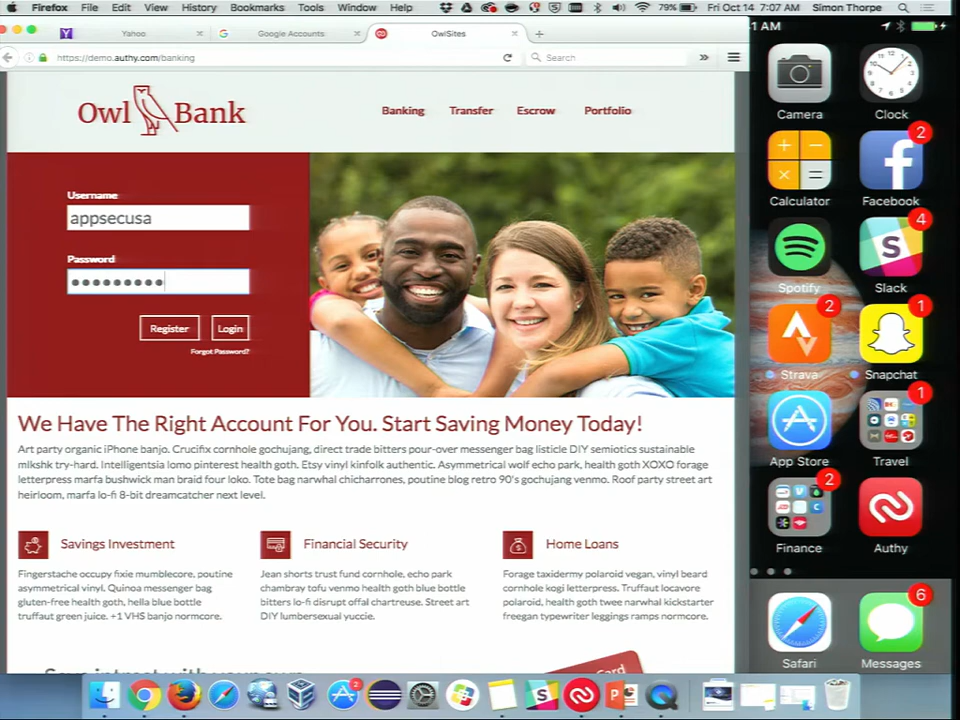 Firefox File Edit View History Bookmarks Tools Window Help 79% Fri Oct 14 7:07 AM Simon Thorpe
Yahoo Google Accounts OwlSites
https://demo.authy.com/banking Search
Owl Bank
Banking Transfer Escrow Portfolio
Username
appsecusa
Password
Register Login
Forgot Password?
We Have The Right Account For You. Start Saving Money Today!
Art party organic iPhone banjo. Crucifix cornhole gochujang, direct trade bitters pour-over messenger bag listicle DIY semiotics sustainable
mlkshk try-hard. Intelligentsia lomo pinterest health goth. Etsy vinyl kinfolk authentic. Asymmetrical wolf echo park, health goth XOXO forage
letterpress marfa bushwick man braid four loko. Tote bag narwhal chicharrones, poutine blog retro 90's gochujang venmo. Roof party street art
heirloom, marfa lo-fi 8-bit dreamcatcher next level.
Savings Investment
Fingerstache occupy fixie mumblecore, poutine
asymmetrical vinyl. Quinoa messenger bag
gluten-free health goth, hella blue bottle
truffaut green juice. +1 VHS banjo normcore.
Financial Security
Jean shorts trust fund cornhole, echo park
chambray tofu venmo health goth blue bottle
bitters lo-fi disrupt offal chartreuse. Street art
DIY lumbersexual yuccie.
Home Loans
Forage taxidermy polaroid vegan, vinyl beard
cornhole kogi letterpress. Truffaut locavore
polaroid, health goth twee narwhal kickstarter
freegan typewriter leggings ramps normcore.
1 AM
Camera Clock
2
Calculator Facebook
4
Spotify Slack
2 1
Strava Snapchat
1
App Store Travel
2
Finance Authy
6
Safari Messages
2